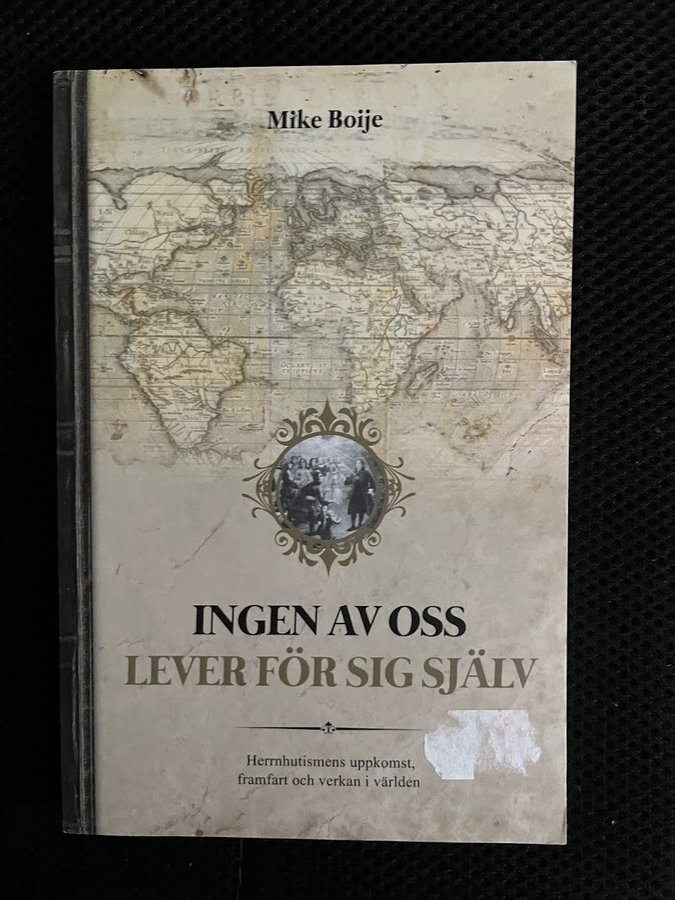 Mike Boije
INGEN AV OSS
LEVER FÖR SIG SJÄLV
Herrnhutismens uppkomst,
framfart och verkan i världen